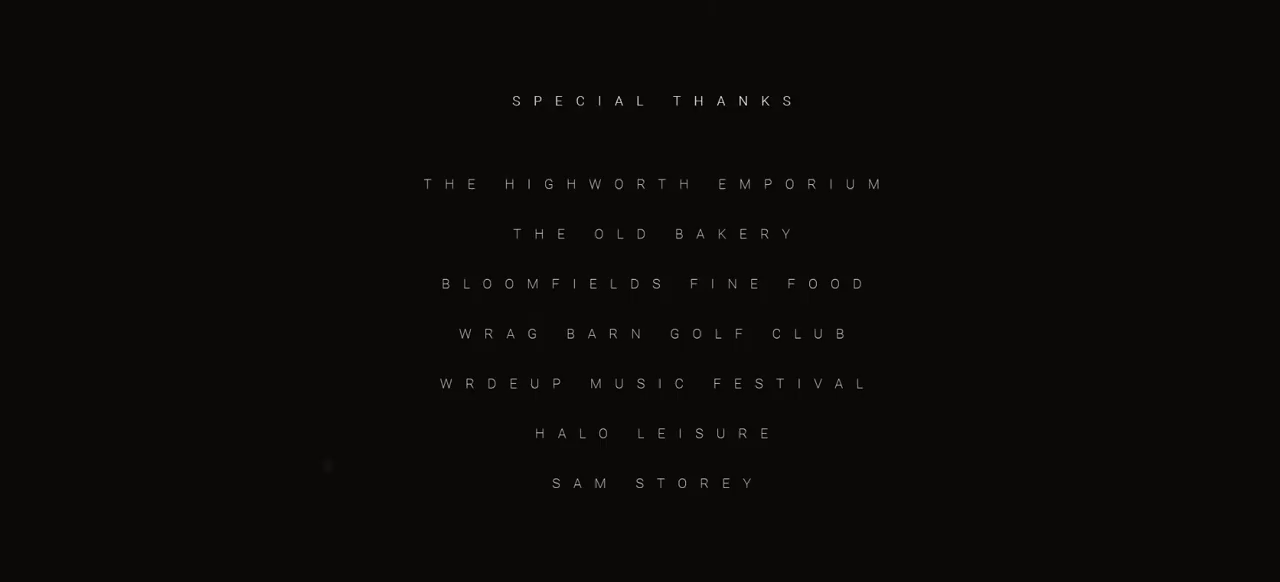 SPECIAL THANKS
THE HIGHWORTH EMPORIUM
THE OLD BAKERY
BLOOMFIELDS FINE FOOD
WRAG BARN GOLF CLUB
WRDEUP MUSIC FESTIVAL
HALO LEISURE
SAM STOREY